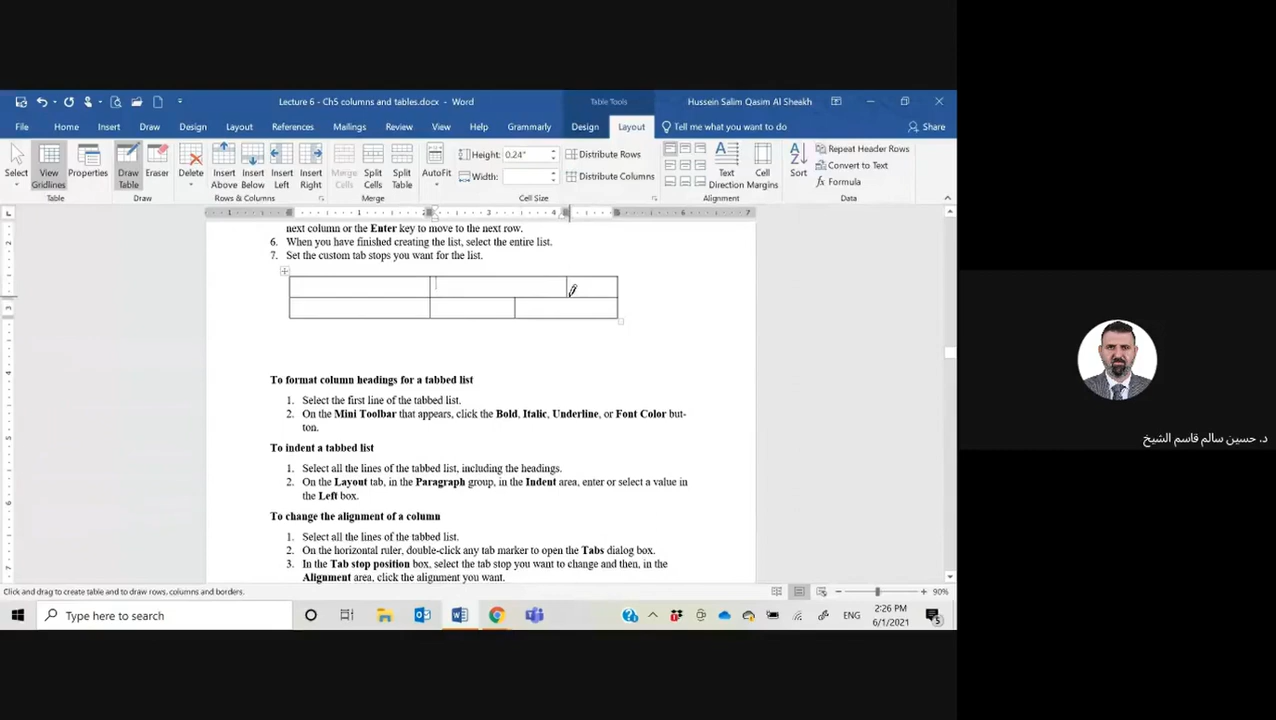 Lecture 6 - Ch5 columns and tables.docx - Word
Table Tools
Hussein Salim Qasim Al Sheakh
File Home Insert Draw Design Layout References Mailings Review View Help Grammarly Design Layout Tell me what you want to do Share
Select View Gridlines Properties Draw Table Eraser Delete Insert Above Insert Below Insert Left Insert Right Merge Cells Split Cells Split Table AutoFit
Height: 0.24"
Width:
Distribute Rows
Distribute Columns
Text Direction Cell Margins Sort
Repeat Header Rows
Convert to Text
Formula
Table Draw Rows & Columns Merge Cell Size Alignment Data
1 1 2 3 4 6 7
next column or the Enter key to move to the next row.
6. When you have finished creating the list, select the entire list.
7. Set the custom tab stops you want for the list.
To format column headings for a tabbed list
1. Select the first line of the tabbed list.
2. On the Mini Toolbar that appears, click the Bold, Italic, Underline, or Font Color but-
ton.
To indent a tabbed list
1. Select all the lines of the tabbed list, including the headings.
2. On the Layout tab, in the Paragraph group, in the Indent area, enter or select a value in
the Left box.
To change the alignment of a column
1. Select all the lines of the tabbed list.
2. On the horizontal ruler, double-click any tab marker to open the Tabs dialog box.
3. In the Tab stop position box, select the tab stop you want to change and then, in the
Alignment area, click the alignment you want.
Click and drag to create table and to draw rows, columns and borders.
90%
Type here to search
ENG
2:26 PM
6/1/2021
5
د. حسين سالم قاسم الشيخ